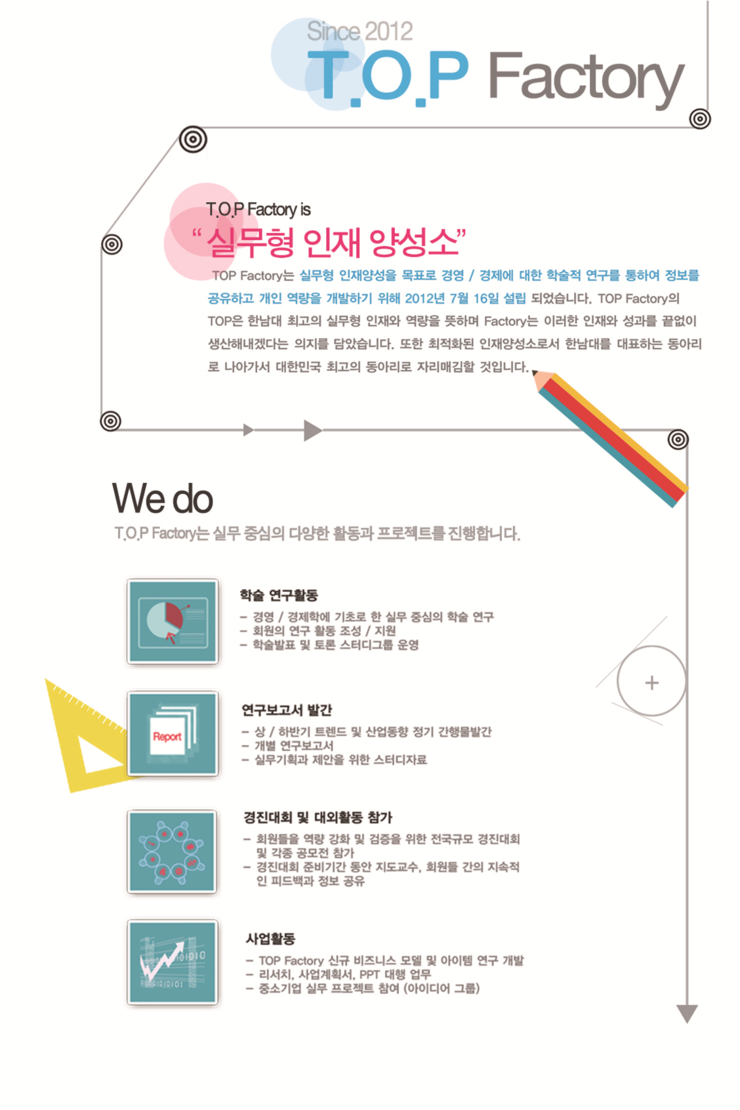 Since 2012
T.O.P Factory
T.O.P Factory is
“ 실무형 인재 양성소”
TOP Factory는 실무형 인재양성을 목표로 경영 / 경제에 대한 학술적 연구를 통하여 정보를
공유하고 개인 역량을 개발하기 위해 2012년 7월 16일 설립 되었습니다. TOP Factory의
TOP은 한남대 최고의 실무형 인재와 역량을 뜻하며 Factory는 이러한 인재와 성과를 끝없이
생산해내겠다는 의지를 담았습니다. 또한 최적화된 인재양성소로서 한남대를 대표하는 동아리
로 나아가서 대한민국 최고의 동아리로 자리매김할 것입니다.
We do
T.O.P Factory는 실무 중심의 다양한 활동과 프로젝트를 진행합니다.
학술 연구활동
- 경영 / 경제학에 기초로 한 실무 중심의 학술 연구
- 회원의 연구 활동 조성 / 지원
- 학술발표 및 토론 스터디그룹 운영
Report
연구보고서 발간
- 상 / 하반기 트렌드 및 산업동향 정기 간행물발간
- 개별 연구보고서
- 실무기획과 제안을 위한 스터디자료
경진대회 및 대외활동 참가
- 회원들을 역량 강화 및 검증을 위한 전국규모 경진대회
및 각종 공모전 참가
- 경진대회 준비기간 동안 지도교수, 회원들 간의 지속적
인 피드백과 정보 공유
사업활동
- TOP Factory 신규 비즈니스 모델 및 아이템 연구 개발
- 리서치, 사업계획서, PPT 대행 업무
- 중소기업 실무 프로젝트 참여 (아이디어 그룹)